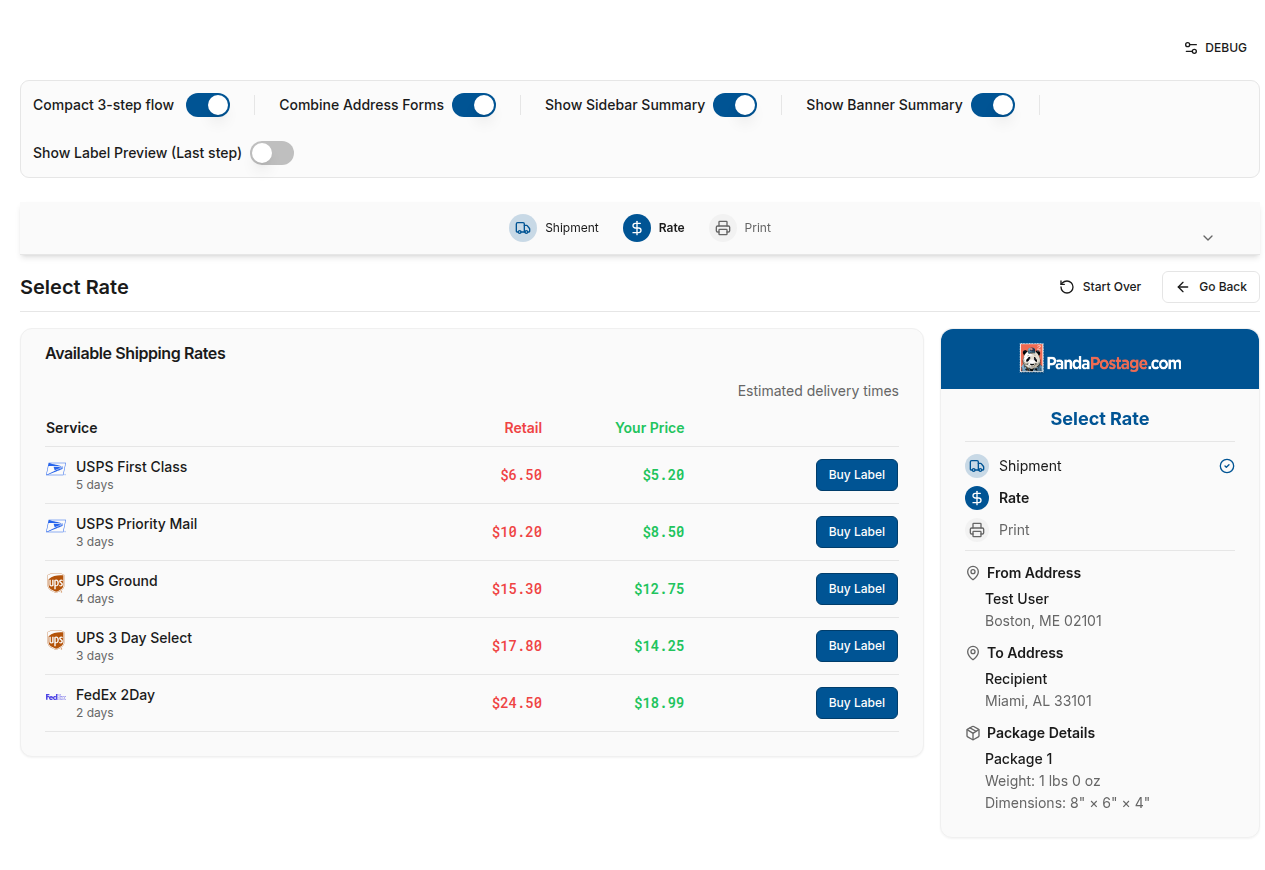 DEBUG
Compact 3-step flow Combine Address Forms Show Sidebar Summary Show Banner Summary
Show Label Preview (Last step)
Shipment Rate Print
Select Rate Start Over Go Back
Available Shipping Rates
Estimated delivery times
Service Retail Your Price
USPS First Class $6.50 $5.20 Buy Label
5 days
USPS Priority Mail $10.20 $8.50 Buy Label
3 days
ups UPS Ground $15.30 $12.75 Buy Label
4 days
ups UPS 3 Day Select $17.80 $14.25 Buy Label
3 days
FedEx FedEx 2Day $24.50 $18.99 Buy Label
2 days
PandaPostage.com
Select Rate
Shipment
Rate
Print
From Address
Test User
Boston, ME 02101
To Address
Recipient
Miami, AL 33101
Package Details
Package 1
Weight: 1 lbs 0 oz
Dimensions: 8" × 6" × 4"